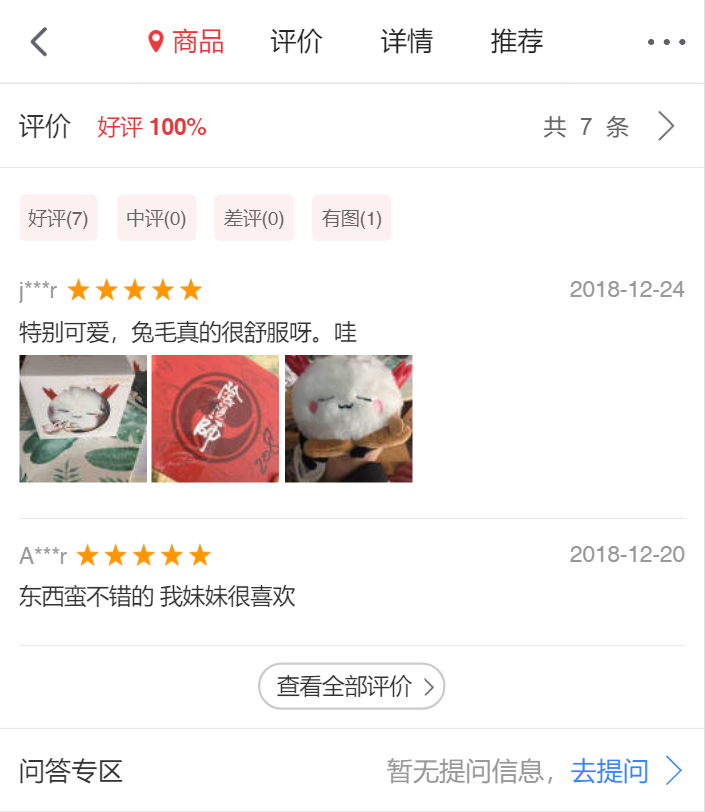 商品 评价 详情 推荐
评价 好评 100% 共 7 条
好评(7) 中评(0) 差评(0) 有图(1)
j***r 2018-12-24
特别可爱，兔毛真的很舒服呀。哇
陰陽師
2018
A***r 2018-12-20
东西蛮不错的 我妹妹很喜欢
查看全部评价
问答专区 暂无提问信息，去提问